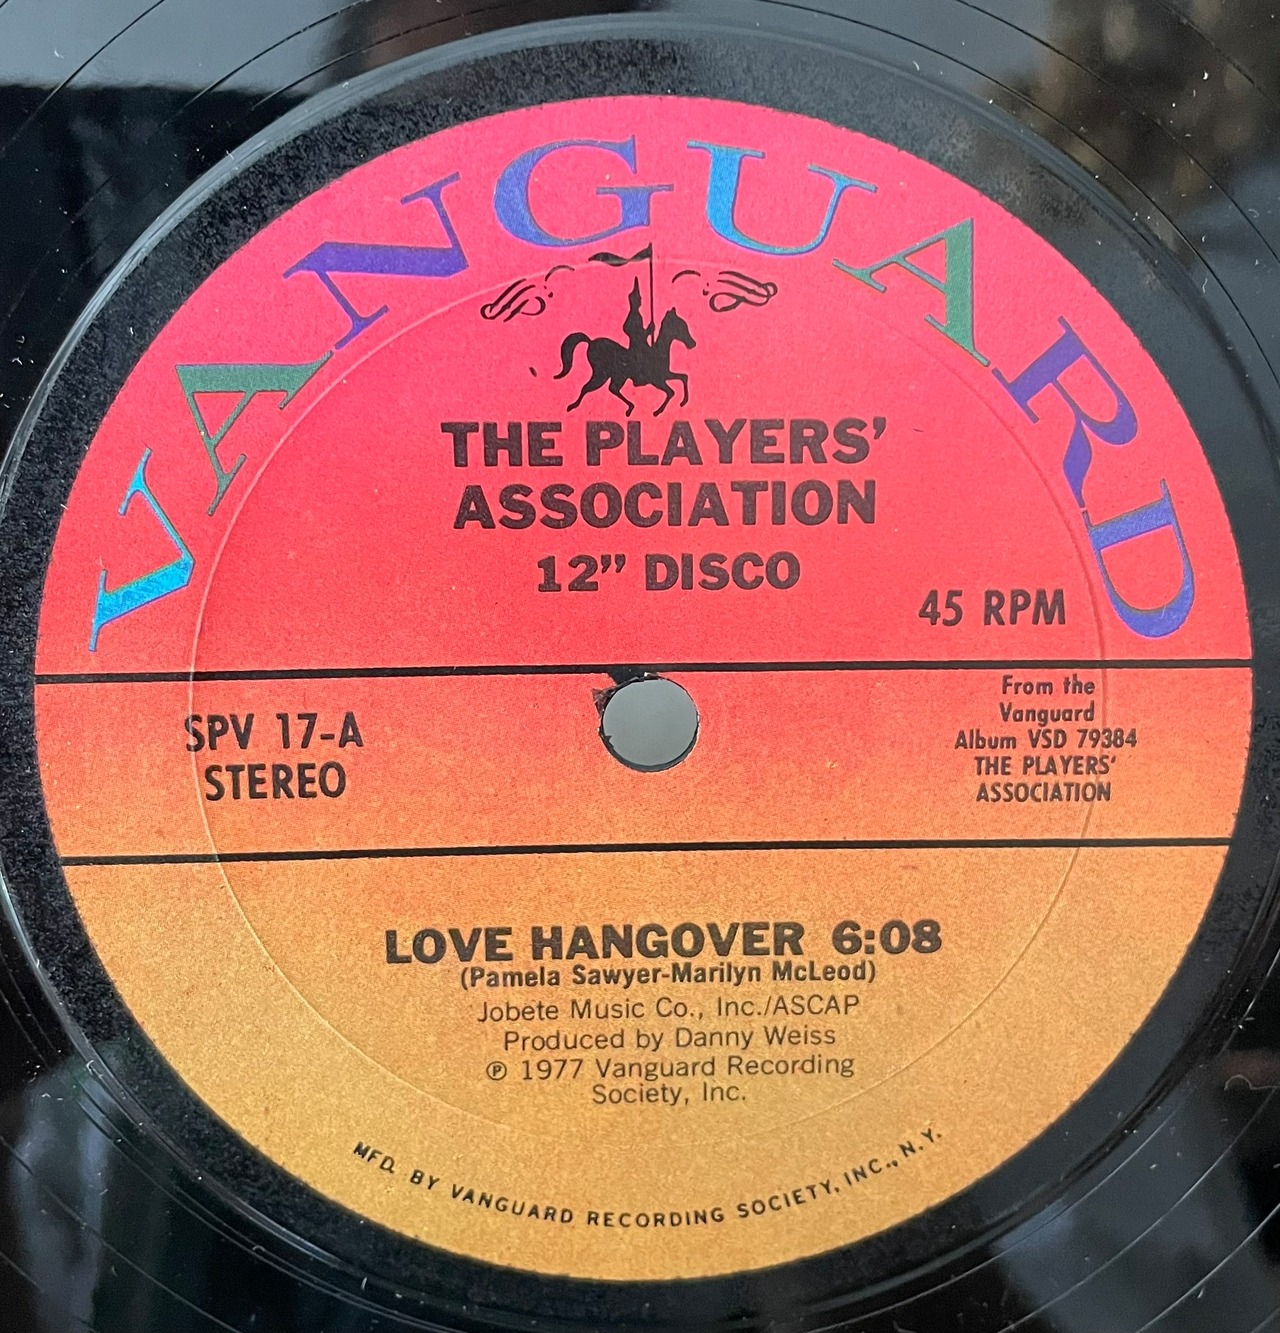 VANGUARD
THE PLAYERS'
ASSOCIATION
12" DISCO
45 RPM
SPV 17-A
STEREO
From the
Vanguard
Album VSD 79384
THE PLAYERS'
ASSOCIATION
LOVE HANGOVER 6:08
(Pamela Sawyer-Marilyn McLeod)
Jobete Music Co., Inc./ASCAP
Produced by Danny Weiss
℗ 1977 Vanguard Recording
Society, Inc.
MFD. BY VANGUARD RECORDING SOCIETY, INC., N.Y.